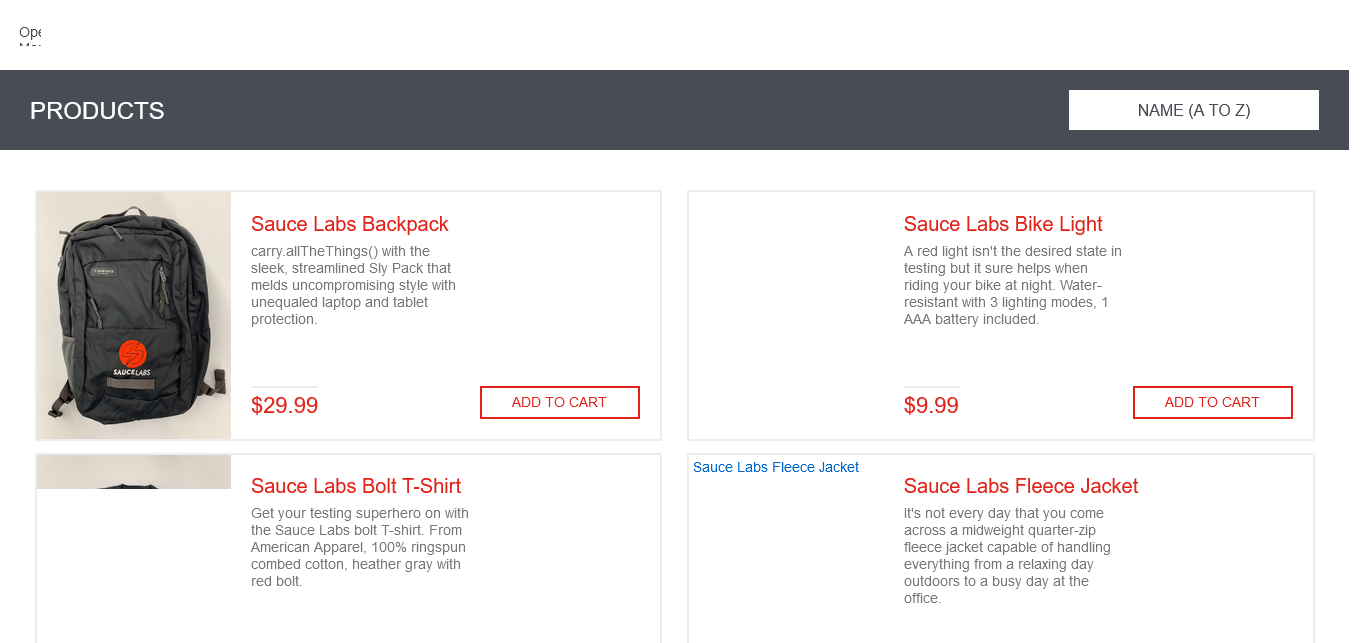 Ope
PRODUCTS
NAME (A TO Z)
Sauce Labs Backpack
carry.allTheThings() with the
sleek, streamlined Sly Pack that
melds uncompromising style with
unequaled laptop and tablet
protection.
SAUCELABS
$29.99
ADD TO CART
Sauce Labs Bike Light
A red light isn't the desired state in
testing but it sure helps when
riding your bike at night. Water-
resistant with 3 lighting modes, 1
AAA battery included.
$9.99
ADD TO CART
Sauce Labs Bolt T-Shirt
Get your testing superhero on with
the Sauce Labs bolt T-shirt. From
American Apparel, 100% ringspun
combed cotton, heather gray with
red bolt.
Sauce Labs Fleece Jacket
Sauce Labs Fleece Jacket
It's not every day that you come
across a midweight quarter-zip
fleece jacket capable of handling
everything from a relaxing day
outdoors to a busy day at the
office.